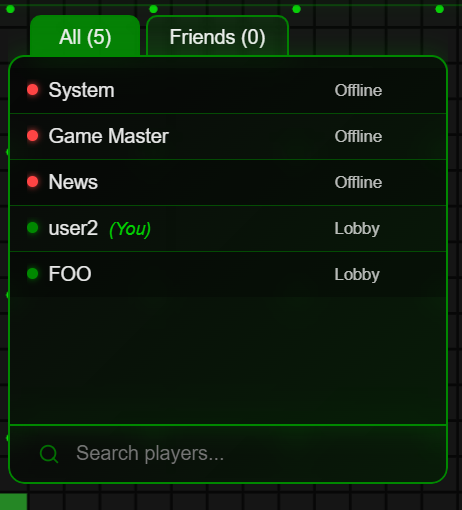 All (5) Friends (0)
System Offline
Game Master Offline
News Offline
user2 (You) Lobby
FOO Lobby
Search players...